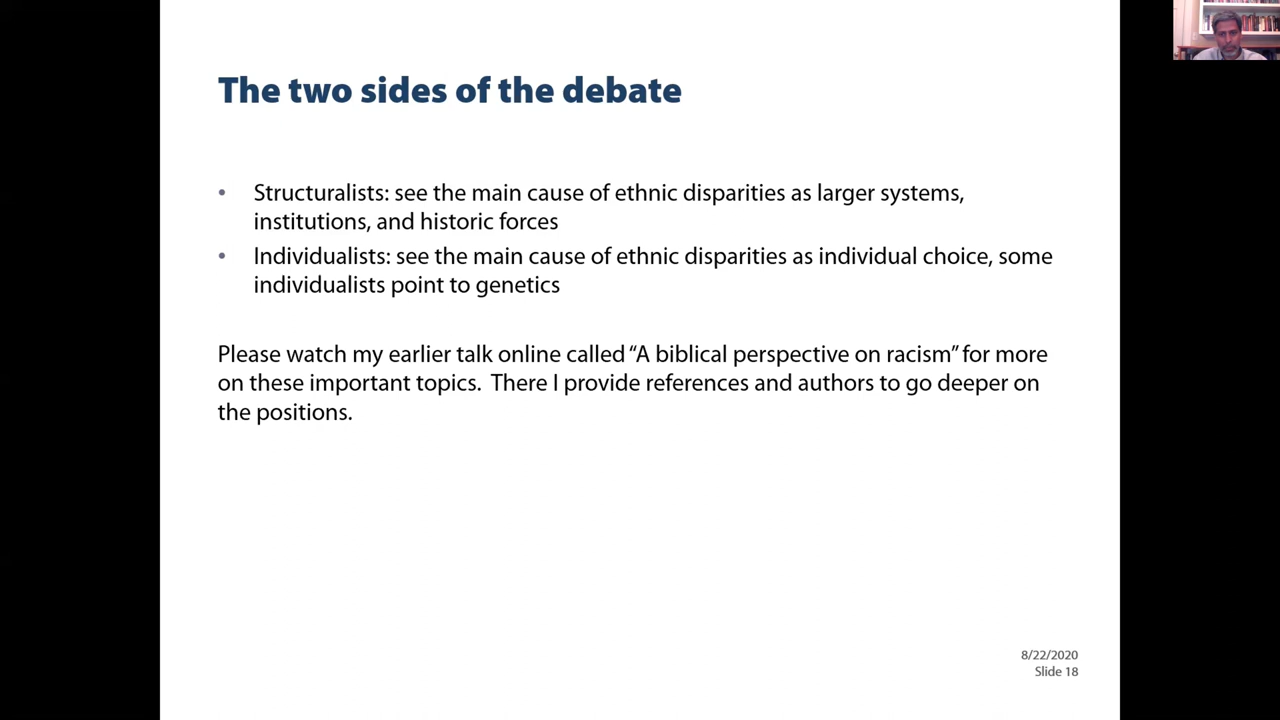 The two sides of the debate
• Structuralists: see the main cause of ethnic disparities as larger systems,
institutions, and historic forces
• Individualists: see the main cause of ethnic disparities as individual choice, some
individualists point to genetics
Please watch my earlier talk online called “A biblical perspective on racism” for more
on these important topics.  There I provide references and authors to go deeper on
the positions.
8/22/2020
Slide 18